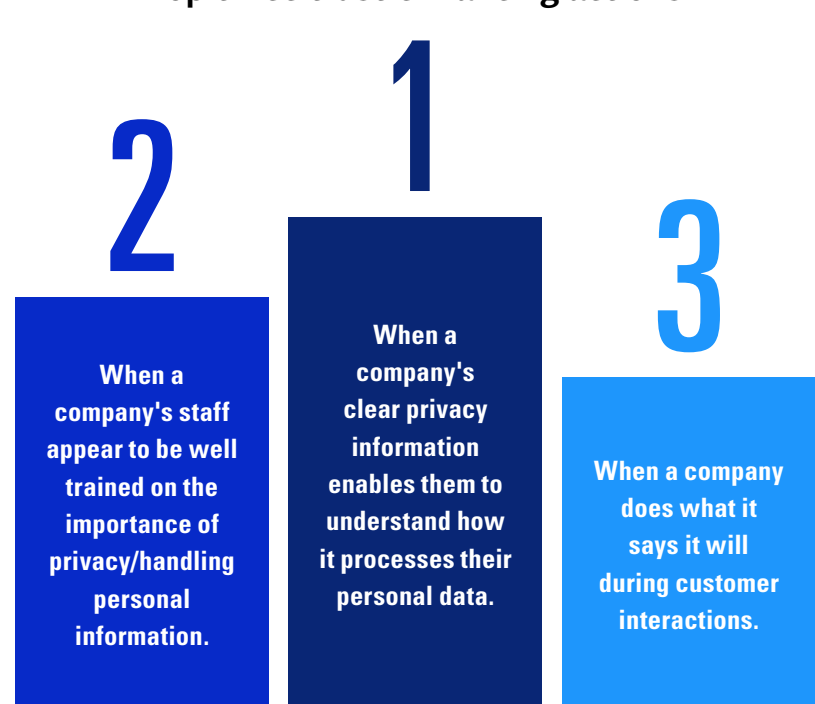 2
When a
company's staff
appear to be well
trained on the
importance of
privacy/handling
personal
information.
1
When a
company's
clear privacy
information
enables them to
understand how
it processes their
personal data.
3
When a company
does what it
says it will
during customer
interactions.